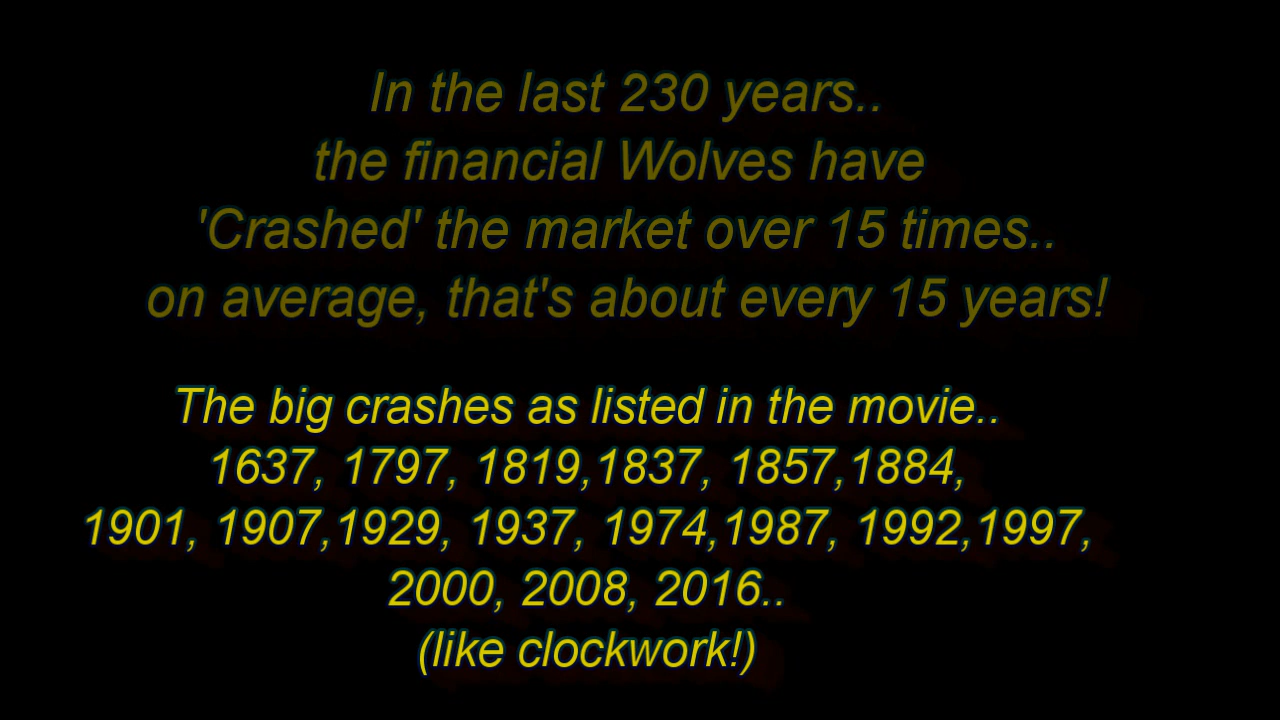 In the last 230 years..
the financial Wolves have
'Crashed' the market over 15 times..
on average, that's about every 15 years!
The big crashes as listed in the movie..
1637, 1797, 1819,1837, 1857,1884,
1901, 1907,1929, 1937, 1974,1987, 1992,1997,
2000, 2008, 2016..
(like clockwork!)